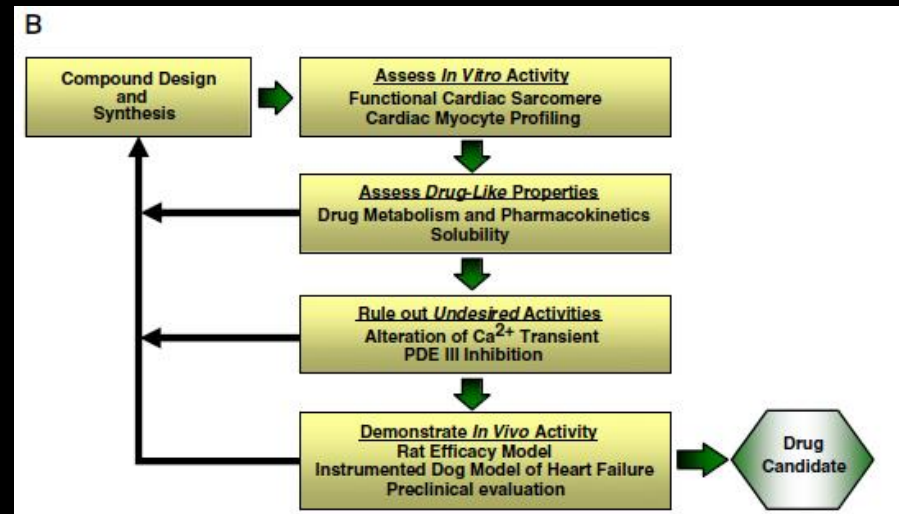 B
Compound Design
and
Synthesis
Assess In Vitro Activity
Functional Cardiac Sarcomere
Cardiac Myocyte Profiling
Assess Drug-Like Properties
Drug Metabolism and Pharmacokinetics
Solubility
Rule out Undesired Activities
Alteration of Ca2+ Transient
PDE III Inhibition
Demonstrate In Vivo Activity
Rat Efficacy Model
Instrumented Dog Model of Heart Failure
Preclinical evaluation
Drug
Candidate